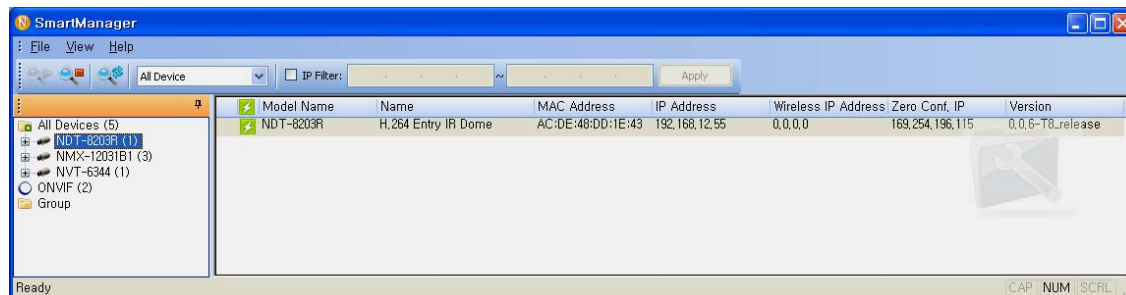 SmartManager
File View Help
All Device IP Filter: . . . ~ . . . Apply
Model Name Name MAC Address IP Address Wireless IP Address Zero Conf, IP Version
NDT-8203R H,264 Entry IR Dome AC:DE:48:DD:1E:43 192,168,12,55 0,0,0,0 169,254,196,115 0,0,6-T8_release
All Devices (5)
NDT-8203R (1)
NMX-12031B1 (3)
NVT-6344 (1)
ONVIF (2)
Group
Ready CAP NUM SCRL